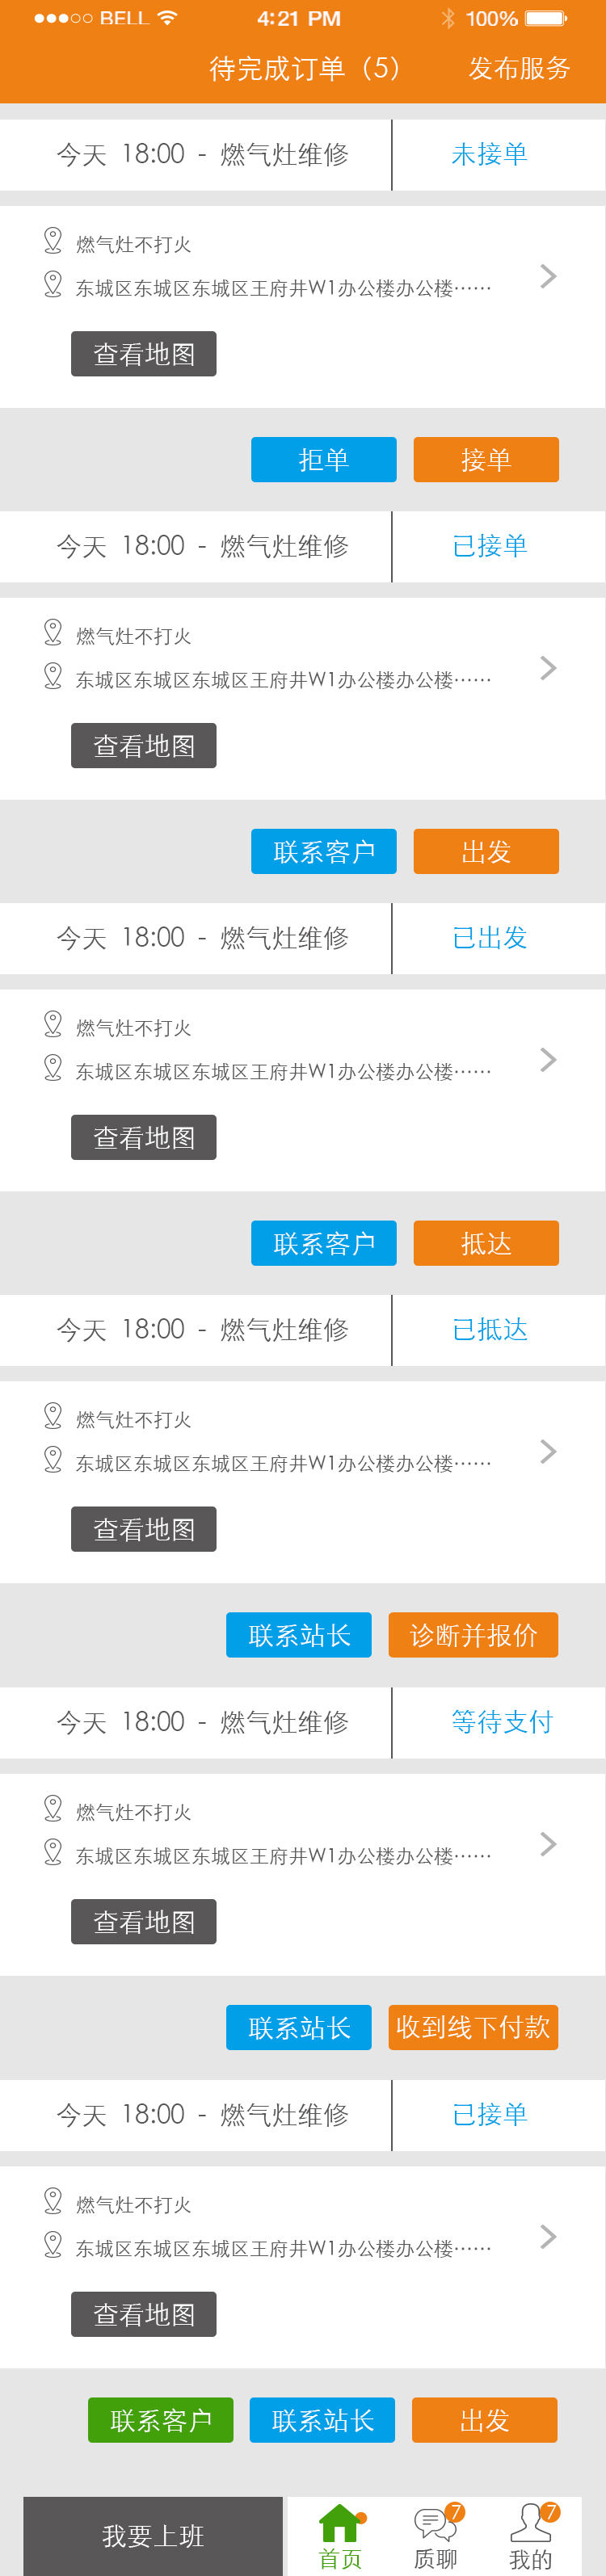 BELL 4:21 PM 100%
待完成订单（5） 发布服务
今天 18:00 - 燃气灶维修 未接单
燃气灶不打火
东城区东城区东城区王府井W1办公楼办公楼……
查看地图
拒单 接单
今天 18:00 - 燃气灶维修 已接单
燃气灶不打火
东城区东城区东城区王府井W1办公楼办公楼……
查看地图
联系客户 出发
今天 18:00 - 燃气灶维修 已出发
燃气灶不打火
东城区东城区东城区王府井W1办公楼办公楼……
查看地图
联系客户 抵达
今天 18:00 - 燃气灶维修 已抵达
燃气灶不打火
东城区东城区东城区王府井W1办公楼办公楼……
查看地图
联系站长 诊断并报价
今天 18:00 - 燃气灶维修 等待支付
燃气灶不打火
东城区东城区东城区王府井W1办公楼办公楼……
查看地图
联系站长 收到线下付款
今天 18:00 - 燃气灶维修 已接单
燃气灶不打火
东城区东城区东城区王府井W1办公楼办公楼……
查看地图
联系客户 联系站长 出发
7 7
我要上班 首页 质聊 我的